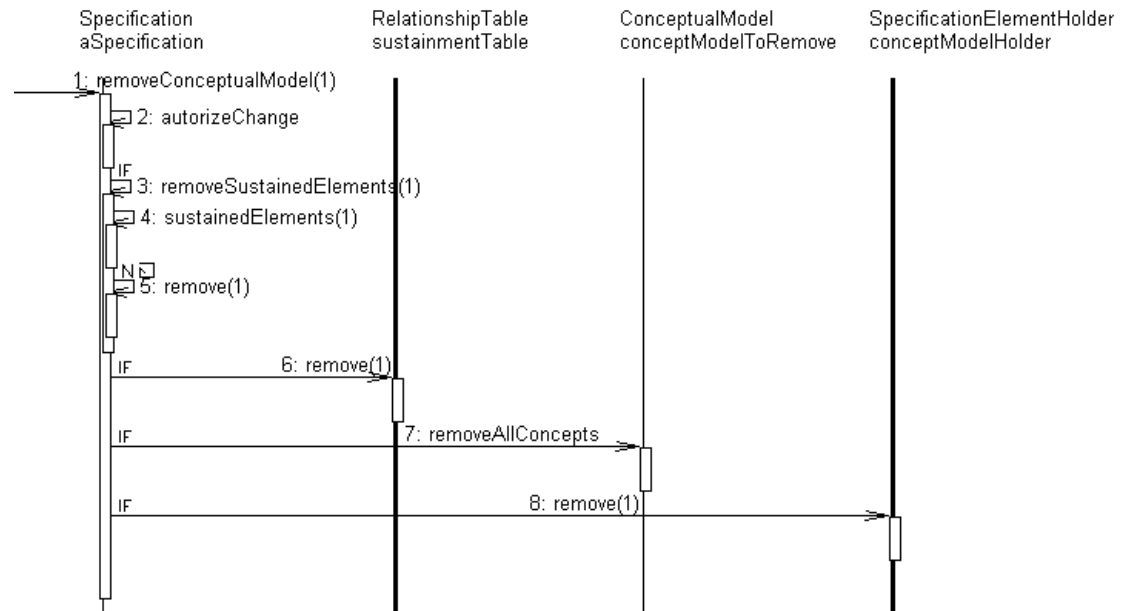 Specification
aSpecification
RelationshipTable
sustainmentTable
ConceptualModel
conceptModelToRemove
SpecificationElementHolder
conceptModelHolder
1: removeConceptualModel(1)
2: autorizeChange
IF
3: removeSustainedElements(1)
4: sustainedElements(1)
N
5: remove(1)
IF
6: remove(1)
IF
7: removeAllConcepts
IF
8: remove(1)